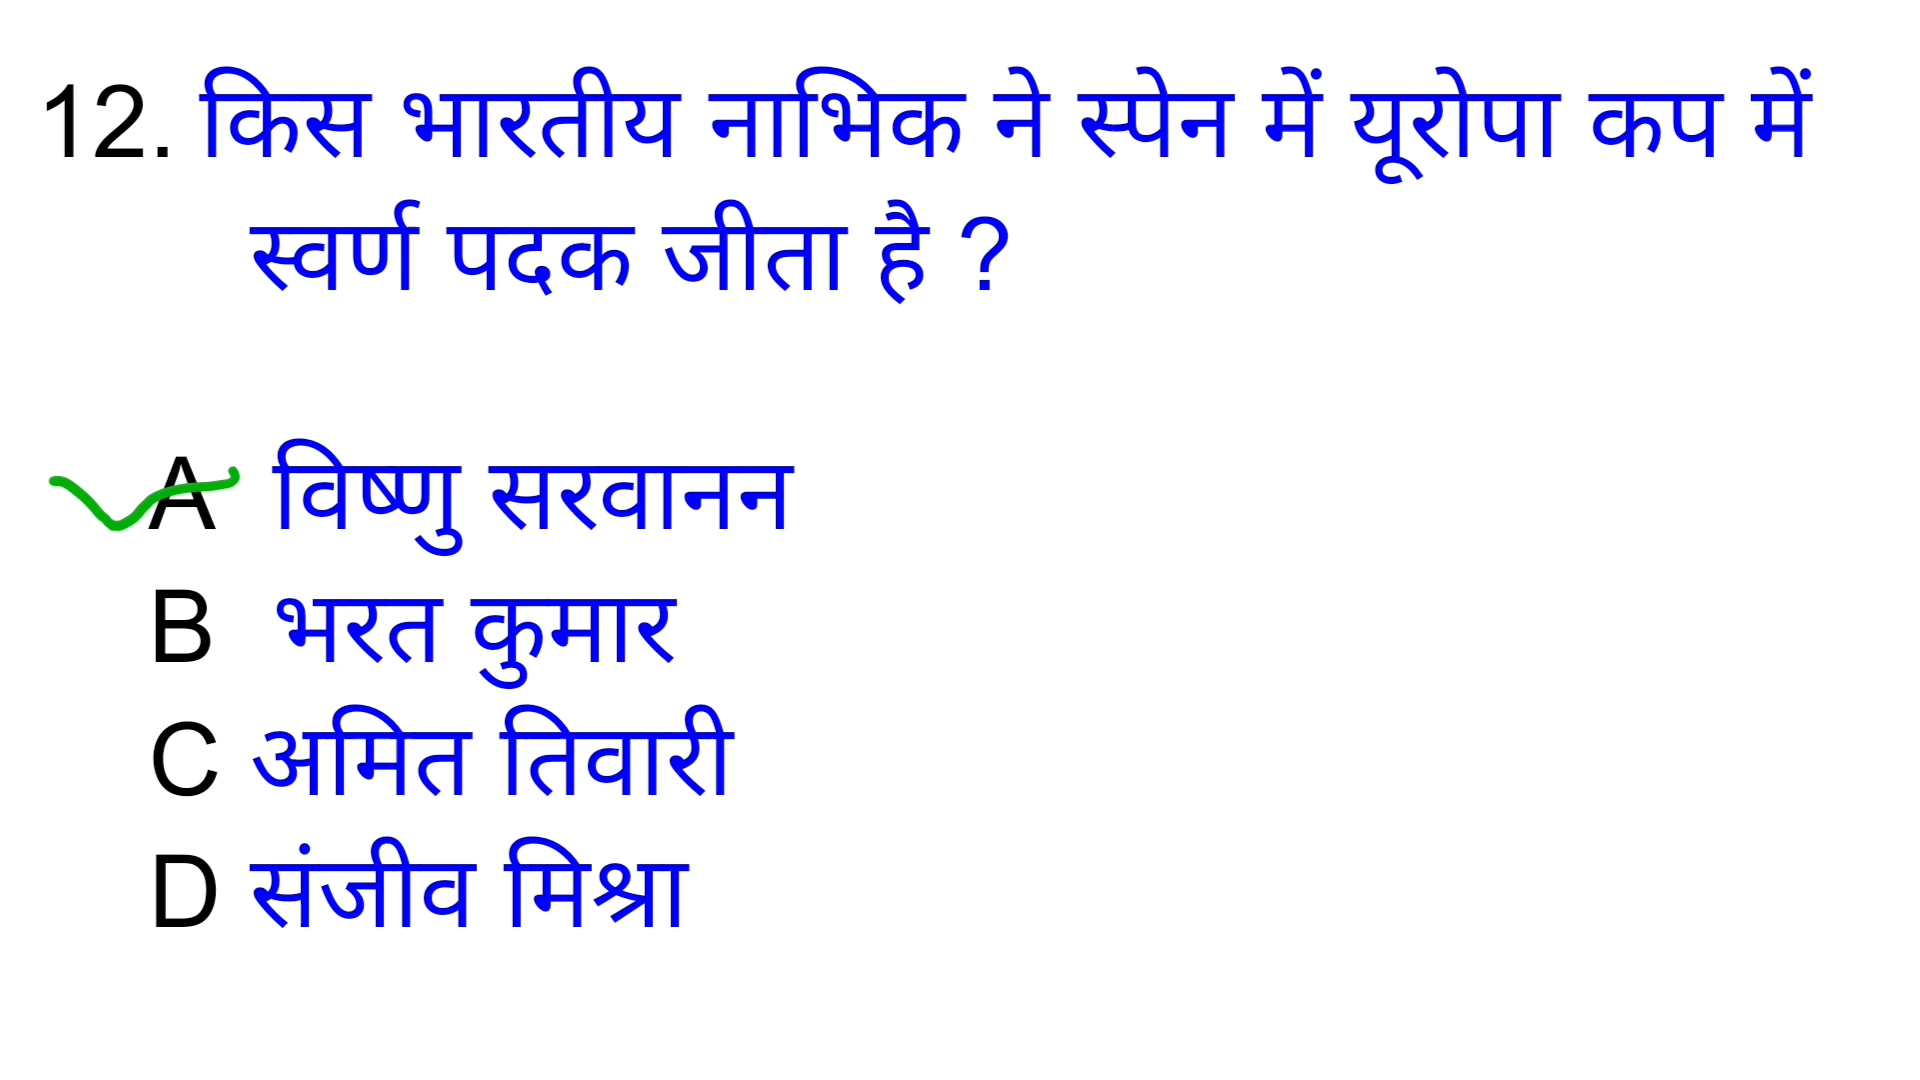 12. किस भारतीय नाभिक ने स्पेन में यूरोपा कप में
स्वर्ण पदक जीता है ?
A विष्णु सरवानन
B भरत कुमार
C अमित तिवारी
D संजीव मिश्रा